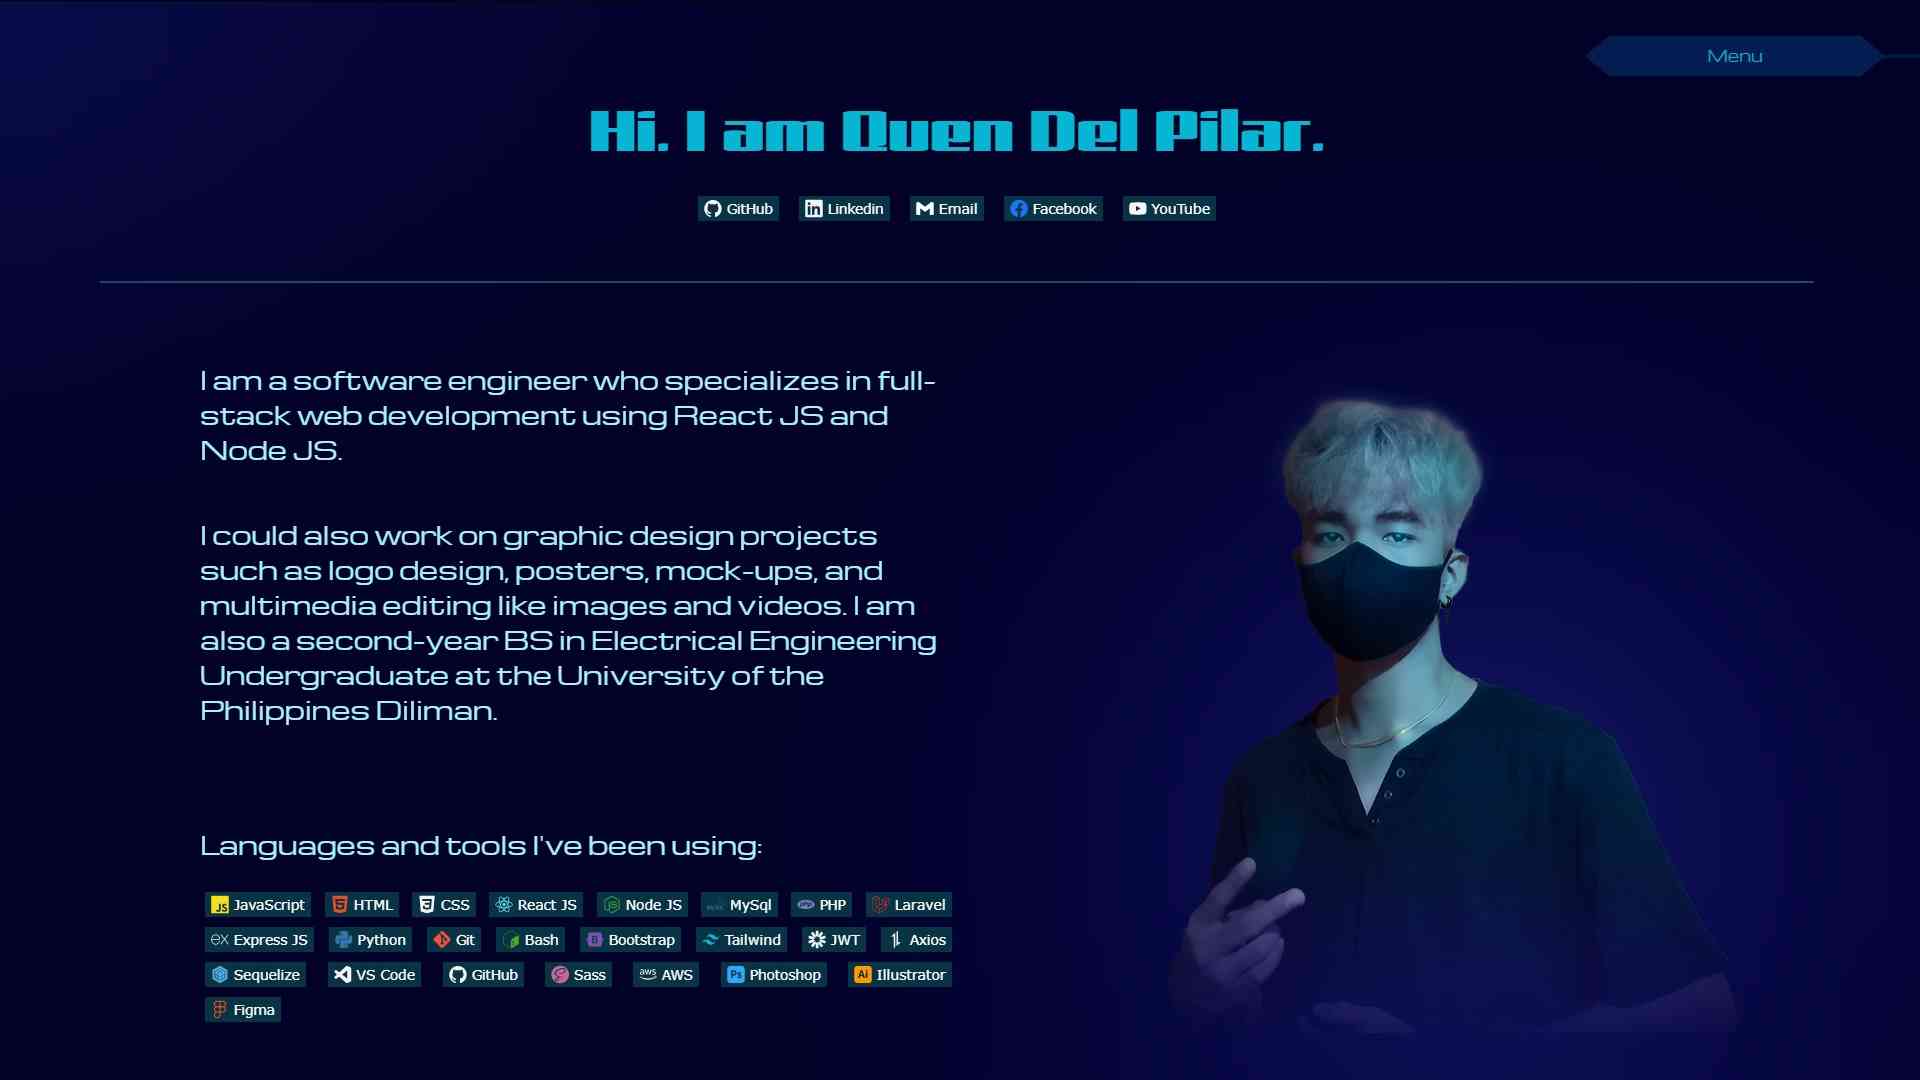 Menu
Hi. I am Quen Del Pilar.
GitHub Linkedin Email Facebook YouTube
I am a software engineer who specializes in full-
stack web development using React JS and
Node JS.
I could also work on graphic design projects
such as logo design, posters, mock-ups, and
multimedia editing like images and videos. I am
also a second-year BS in Electrical Engineering
Undergraduate at the University of the
Philippines Diliman.
Languages and tools I've been using:
JS JavaScript HTML CSS React JS Node JS MySql PHP Laravel
EX Express JS Python Git Bash B Bootstrap Tailwind JWT Axios
Sequelize VS Code GitHub Sass aws AWS Ps Photoshop Ai Illustrator
Figma